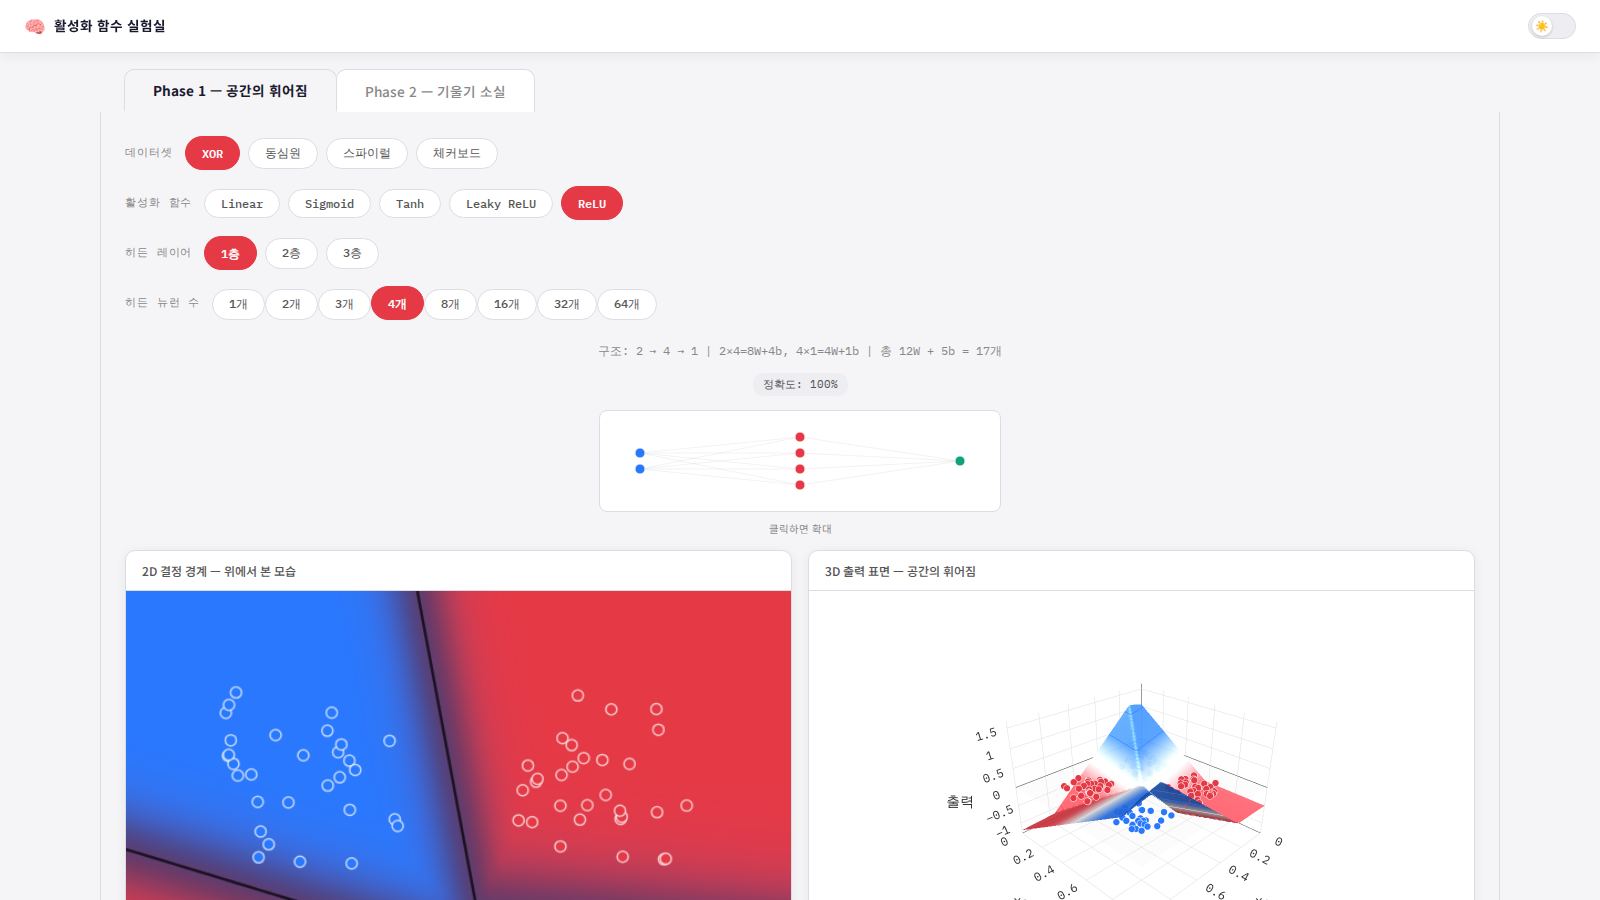 🧠 활성화 함수 실험실
Phase 1 — 공간의 휘어짐
Phase 2 — 기울기 소실
데이터셋 XOR 동심원 스파이럴 체커보드
활성화 함수 Linear Sigmoid Tanh Leaky ReLU ReLU
히든 레이어 1층 2층 3층
히든 뉴런 수 1개 2개 3개 4개 8개 16개 32개 64개
구조: 2 → 4 → 1 | 2×4=8W+4b, 4×1=4W+1b | 총 12W + 5b = 17개
정확도: 100%
클릭하면 확대
2D 결정 경계 — 위에서 본 모습
3D 출력 표면 — 공간의 휘어짐
1.5
1
0.5
0
−0.5
−1
출력
0
0.2
0.4
0.6
0
0.2
0.4
0.6